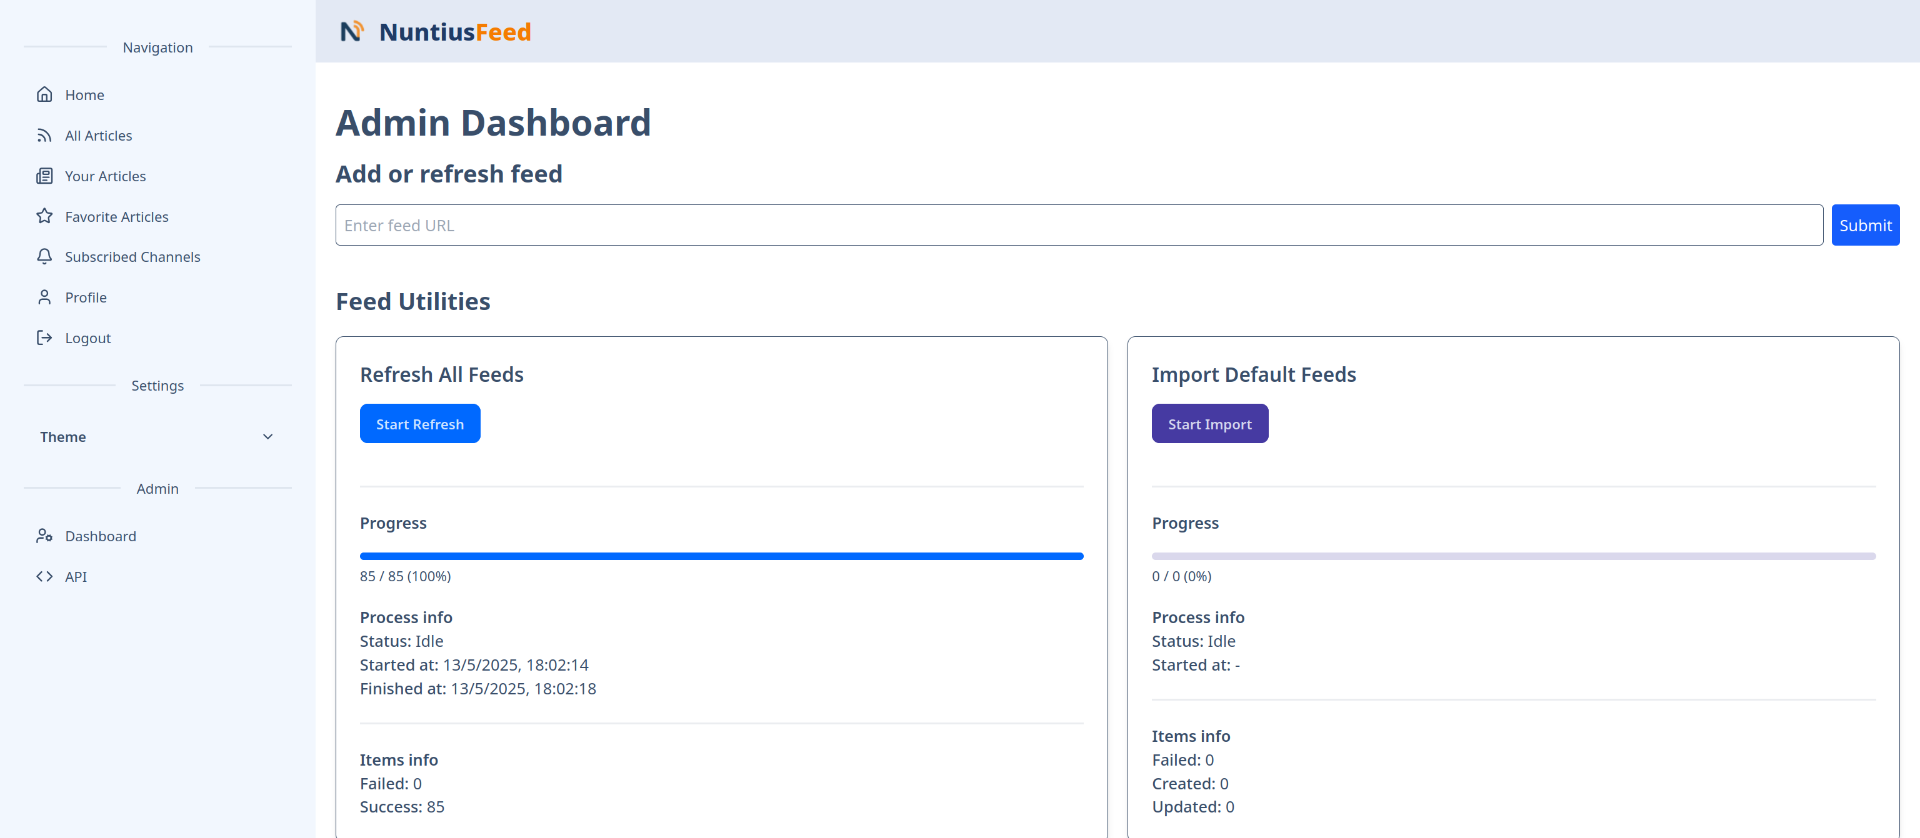 Navigation
Home
All Articles
Your Articles
Favorite Articles
Subscribed Channels
Profile
Logout
Settings
Theme
Admin
Dashboard
API
NuntiusFeed
Admin Dashboard
Add or refresh feed
Enter feed URL
Submit
Feed Utilities
Refresh All Feeds
Start Refresh
Progress
85 / 85 (100%)
Process info
Status: Idle
Started at: 13/5/2025, 18:02:14
Finished at: 13/5/2025, 18:02:18
Items info
Failed: 0
Success: 85
Import Default Feeds
Start Import
Progress
0 / 0 (0%)
Process info
Status: Idle
Started at: -
Items info
Failed: 0
Created: 0
Updated: 0